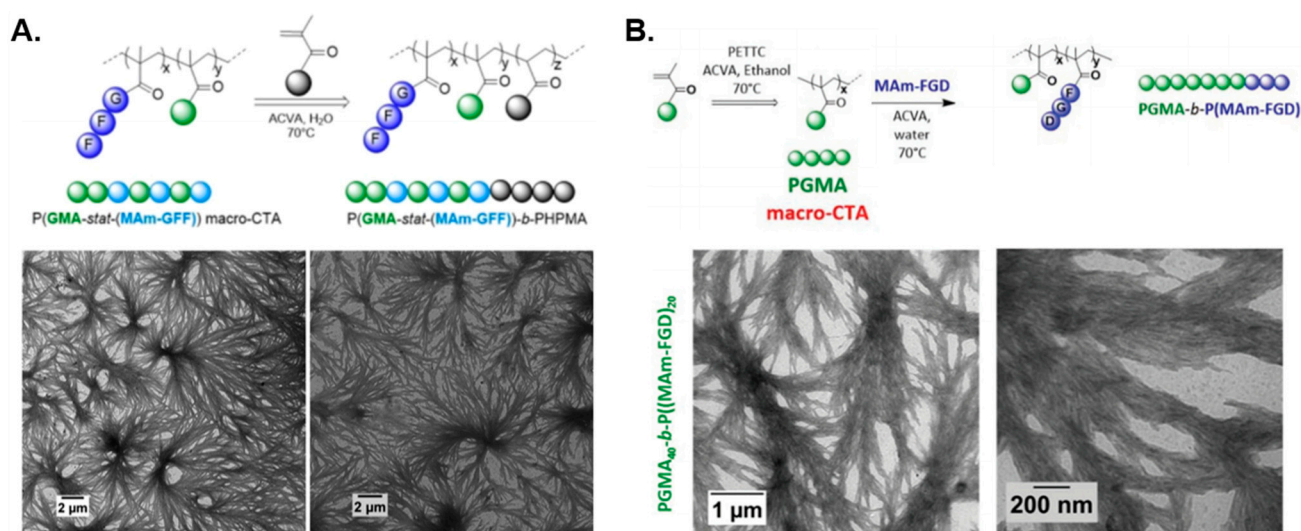 A.
x
y
O
O
G
F
F
O
ACVA, H₂O
70°C
x
y
z
O
O
O
G
F
F
P(GMA-stat-(MAm-GFF)) macro-CTA
P(GMA-stat-(MAm-GFF))-b-PHPMA
2 μm
2 μm
B.
O
PETTC
ACVA, Ethanol
70°C
x
O
PGMA
macro-CTA
MAm-FGD
ACVA,
water
70°C
x
y
O
O
F
G
D
PGMA-b-P(MAm-FGD)
PGMA₄₀-b-P((MAm-FGD)₂₀
1 μm
200 nm